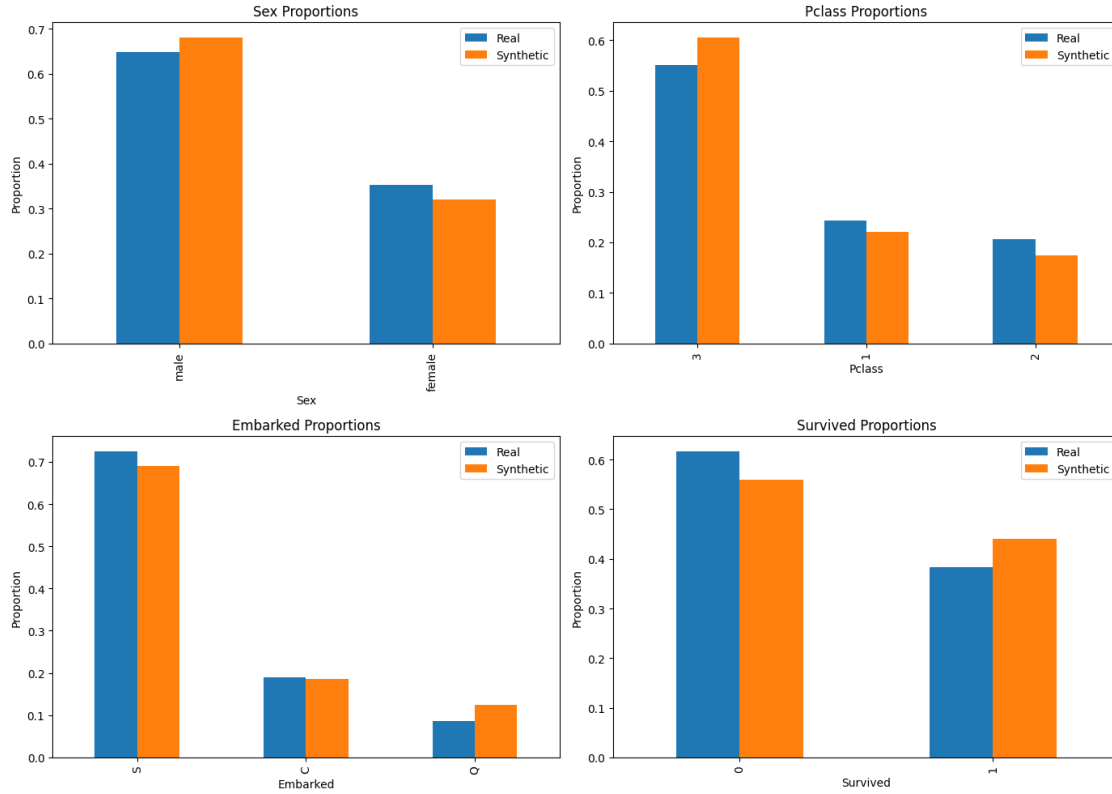 Sex Proportions
Real
Synthetic
0.7
0.6
0.5
0.4
0.3
0.2
0.1
0.0
Proportion
male
female
Sex
Pclass Proportions
Real
Synthetic
0.6
0.5
0.4
0.3
0.2
0.1
0.0
Proportion
3
1
2
Pclass
Embarked Proportions
Real
Synthetic
0.7
0.6
0.5
0.4
0.3
0.2
0.1
0.0
Proportion
S
C
Q
Embarked
Survived Proportions
Real
Synthetic
0.6
0.5
0.4
0.3
0.2
0.1
0.0
Proportion
0
1
Survived